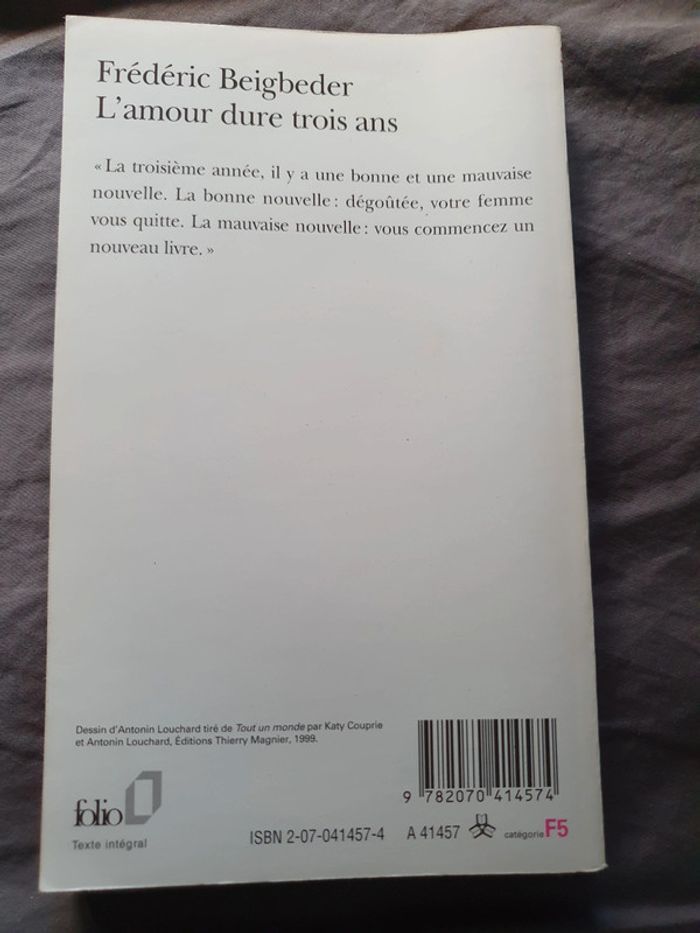 Frédéric Beigbeder
L'amour dure trois ans
« La troisième année, il y a une bonne et une mauvaise
nouvelle. La bonne nouvelle : dégoûtée, votre femme
vous quitte. La mauvaise nouvelle : vous commencez un
nouveau livre. »
Dessin d'Antonin Louchard tiré de Tout un monde par Katy Couprie
et Antonin Louchard, Éditions Thierry Magnier, 1999.
9 782070 414574
folio
Texte intégral
ISBN 2-07-041457-4 A 41457 catégorie F5